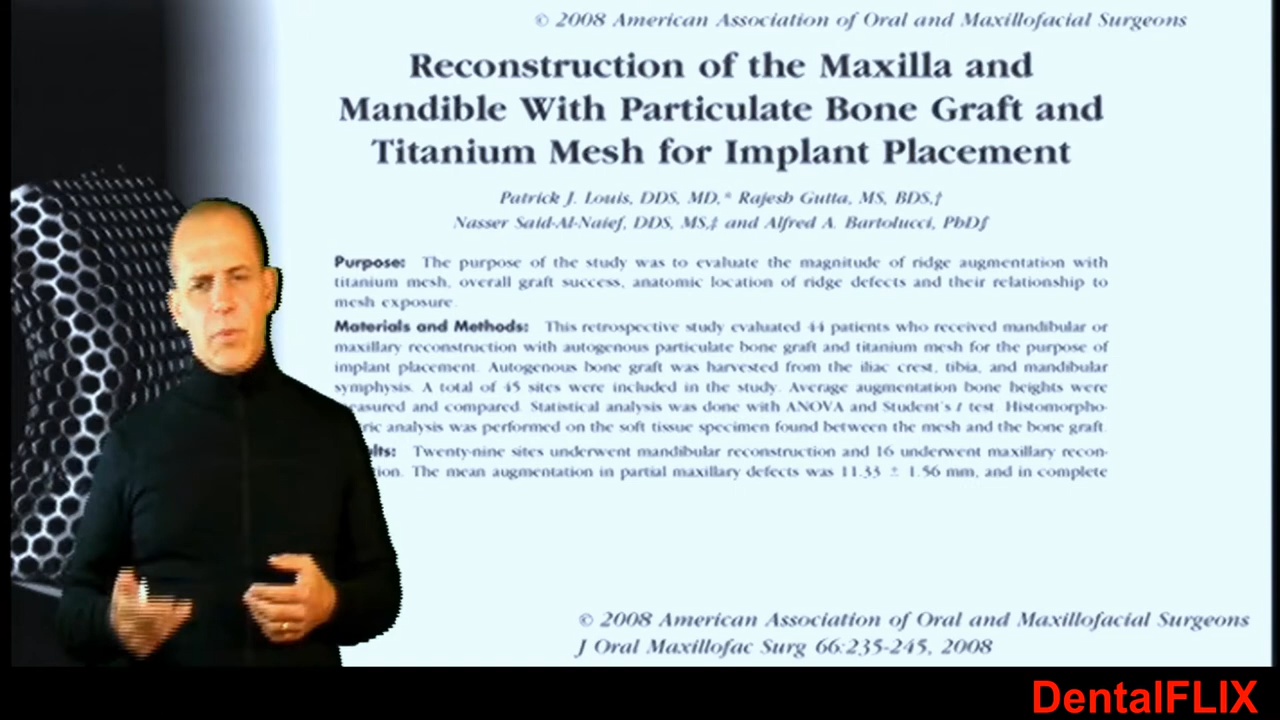 © 2008 American Association of Oral and Maxillofacial Surgeons
Reconstruction of the Maxilla and
Mandible With Particulate Bone Graft and
Titanium Mesh for Implant Placement
Patrick J. Louis, DDS, MD,* Rajesh Gutta, MS, BDS,†
Nasser Said-Al-Naief, DDS, MS,‡ and Alfred A. Bartolucci, PhD§
Purpose: The purpose of the study was to evaluate the magnitude of ridge augmentation with
titanium mesh, overall graft success, anatomic location of ridge defects and their relationship to
mesh exposure.
Materials and Methods: This retrospective study evaluated 44 patients who received mandibular or
maxillary reconstruction with autogenous particulate bone graft and titanium mesh for the purpose of
implant placement. Autogenous bone graft was harvested from the iliac crest, tibia, and mandibular
symphysis. A total of 45 sites were included in the study. Average augmentation bone heights were
easured and compared. Statistical analysis was done with ANOVA and Student's t test. Histomorpho-
ric analysis was performed on the soft tissue specimen found between the mesh and the bone graft.
lts: Twenty-nine sites underwent mandibular reconstruction and 16 underwent maxillary recon-
ion. The mean augmentation in partial maxillary defects was 11.33 ± 1.56 mm, and in complete
© 2008 American Association of Oral and Maxillofacial Surgeons
J Oral Maxillofac Surg 66:235-245, 2008
DentalFLIX